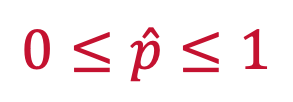 0 ≤ p̂ ≤ 1